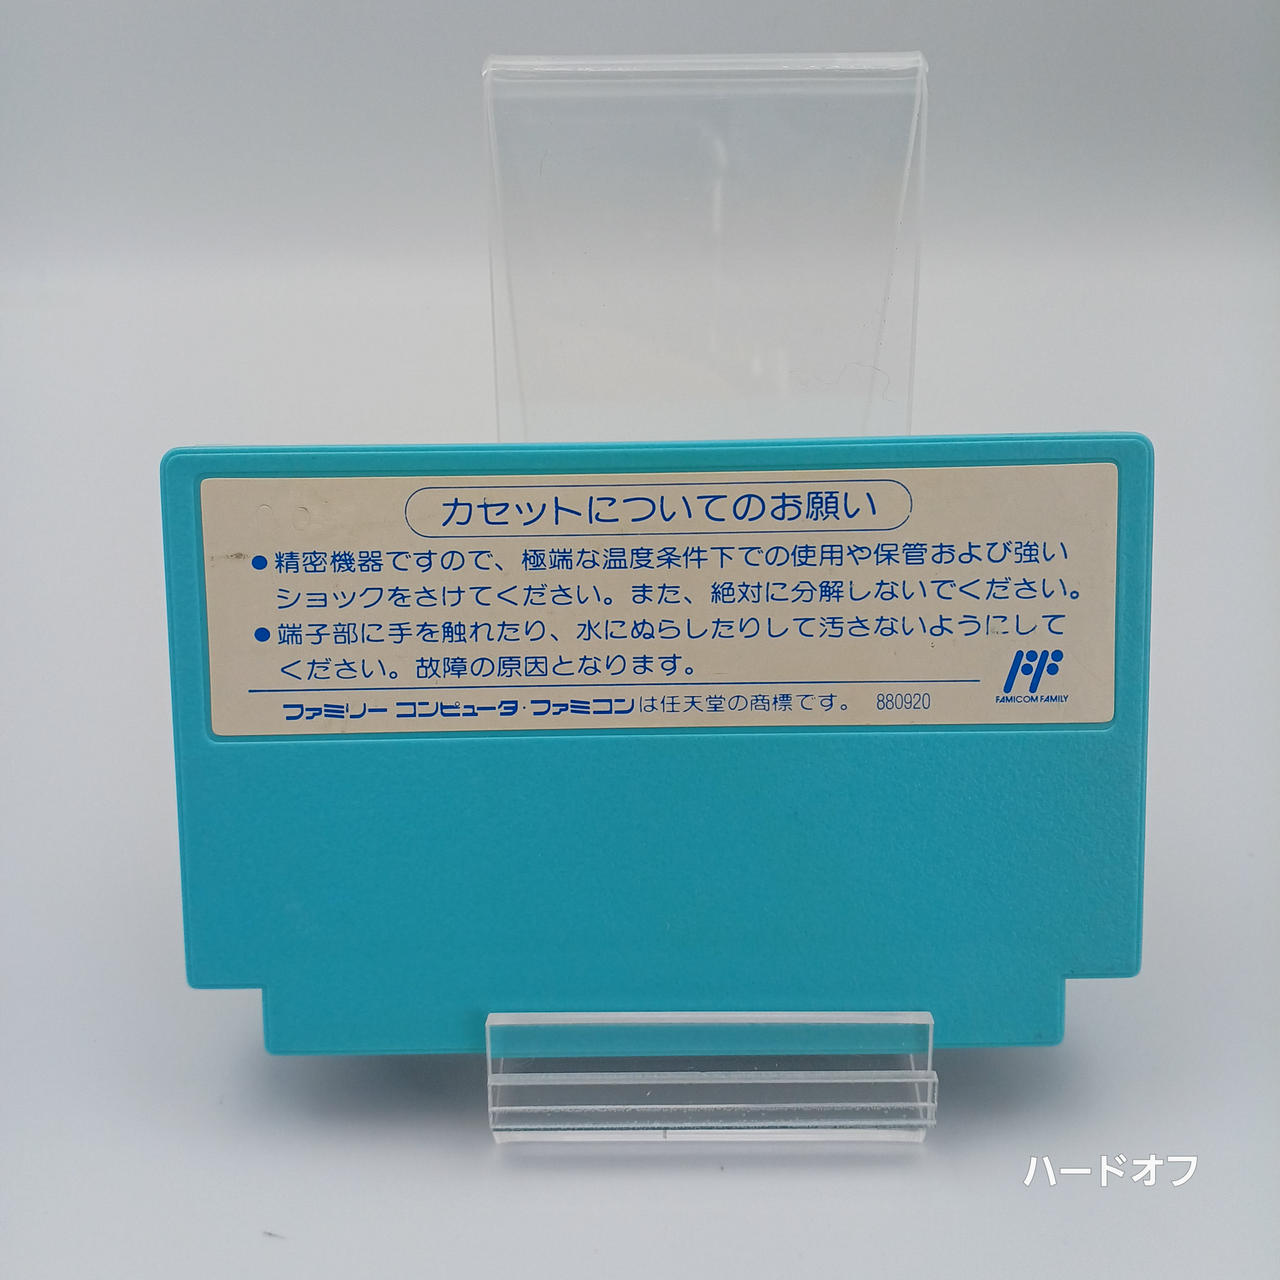 カセットについてのお願い
●精密機器ですので、極端な温度条件下での使用や保管および強い
ショックをさけてください。また、絶対に分解しないでください。
●端子部に手を触れたり、水にぬらしたりして汚さないようにして
ください。故障の原因となります。
FAMICOM FAMILY
ファミリーコンピュータ・ファミコンは任天堂の商標です。 880920
ハードオフ